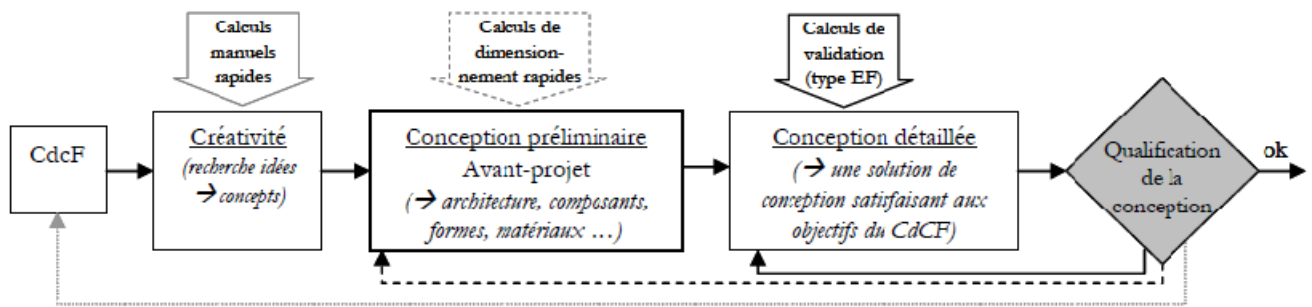 Calculs
manuels
rapides
Calculs de
dimension-
nement rapides
Calculs de
validation
(type EF)
CdcF
Créativité
(recherche idées
→ concepts)
Conception préliminaire
Avant-projet
(→ architecture, composants,
formes, matériaux …)
Conception détaillée
(→ une solution de
conception satisfaisant aux
objectifs du CdCF)
Qualification
de la
conception
ok